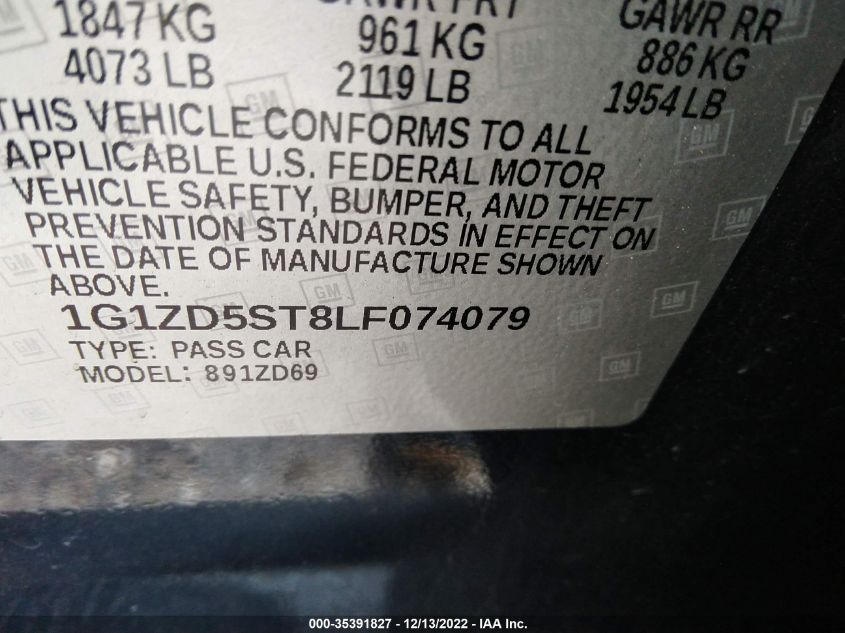 GAWR FRT GAWR RR
1847 KG 961 KG 886 KG
4073 LB 2119 LB 1954 LB
THIS VEHICLE CONFORMS TO ALL
APPLICABLE U.S. FEDERAL MOTOR
VEHICLE SAFETY, BUMPER, AND THEFT
PREVENTION STANDARDS IN EFFECT ON
THE DATE OF MANUFACTURE SHOWN
ABOVE.
1G1ZD5ST8LF074079
TYPE: PASS CAR
MODEL: 891ZD69
000-35391827 - 12/13/2022 - IAA Inc.